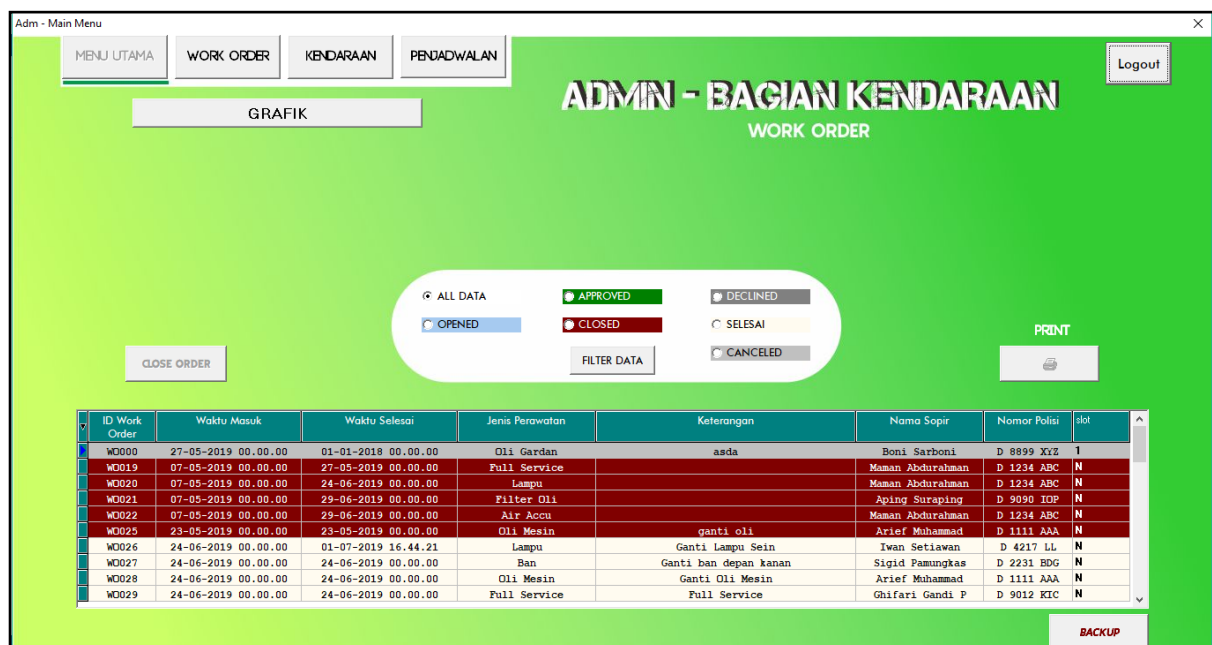 Adm - Main Menu
MENU UTAMA WORK ORDER KENDARAAN PENJADWALAN
Logout
GRAFIK
ADMIN - BAGIAN KENDARAAN
WORK ORDER
ALL DATA APPROVED DECLINED
OPENED CLOSED SELESAI
FILTER DATA CANCELED
PRINT
CLOSE ORDER
ID Work Order Waktu Masuk Waktu Selesai Jenis Perawatan Keterangan Nama Sopir Nomor Polisi slot
WO000 27-05-2019 00.00.00 01-01-2018 00.00.00 Oli Gardan asda Boni Sarboni D 8899 XYZ 1
WO019 07-05-2019 00.00.00 27-05-2019 00.00.00 Full Service Maman Abdurahman D 1234 ABC N
WO020 07-05-2019 00.00.00 24-06-2019 00.00.00 Lampu Maman Abdurahman D 1234 ABC N
WO021 07-05-2019 00.00.00 29-06-2019 00.00.00 Filter Oli Aping Suraping D 9090 IOP N
WO022 07-05-2019 00.00.00 29-06-2019 00.00.00 Air Accu Maman Abdurahman D 1234 ABC N
WO025 23-05-2019 00.00.00 23-05-2019 00.00.00 Oli Mesin ganti oli Arief Muhammad D 1111 AAA N
WO026 24-06-2019 00.00.00 01-07-2019 16.44.21 Lampu Ganti Lampu Sein Iwan Setiawan D 4217 LL N
WO027 24-06-2019 00.00.00 24-06-2019 00.00.00 Ban Ganti ban depan kanan Sigid Pamungkas D 2231 BDG N
WO028 24-06-2019 00.00.00 24-06-2019 00.00.00 Oli Mesin Ganti Oli Mesin Arief Muhammad D 1111 AAA N
WO029 24-06-2019 00.00.00 24-06-2019 00.00.00 Full Service Full Service Ghifari Gandi P D 9012 KIC N
BACKUP